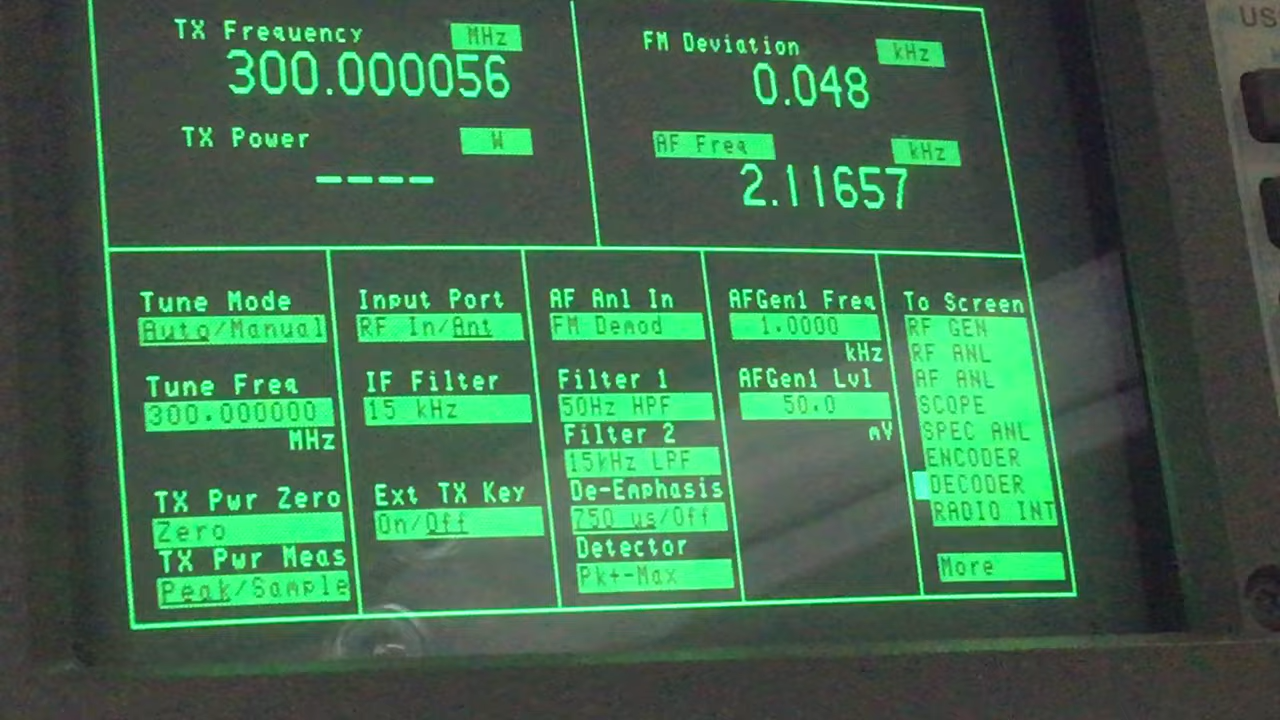 TX Frequency MHz
300.000056
TX Power W
----
FM Deviation kHz
0.048
AF Freq kHz
2.11657
Tune Mode
Auto/Manual
Tune Freq
300.000000
MHz
TX Pwr Zero
Zero
TX Pwr Meas
Peak/Sample
Input Port
RF In/Ant
IF Filter
15 kHz
Ext TX Key
On/Off
AF Anl In
FM Demod
Filter 1
50Hz HPF
Filter 2
15kHz LPF
De-Emphasis
750 us/Off
Detector
Pk+-Max
AFGen1 Freq
1.0000
kHz
AFGen1 Lvl
50.0
mV
To Screen
RF GEN
RF ANL
AF ANL
SCOPE
SPEC ANL
ENCODER
DECODER
RADIO INT
More
US